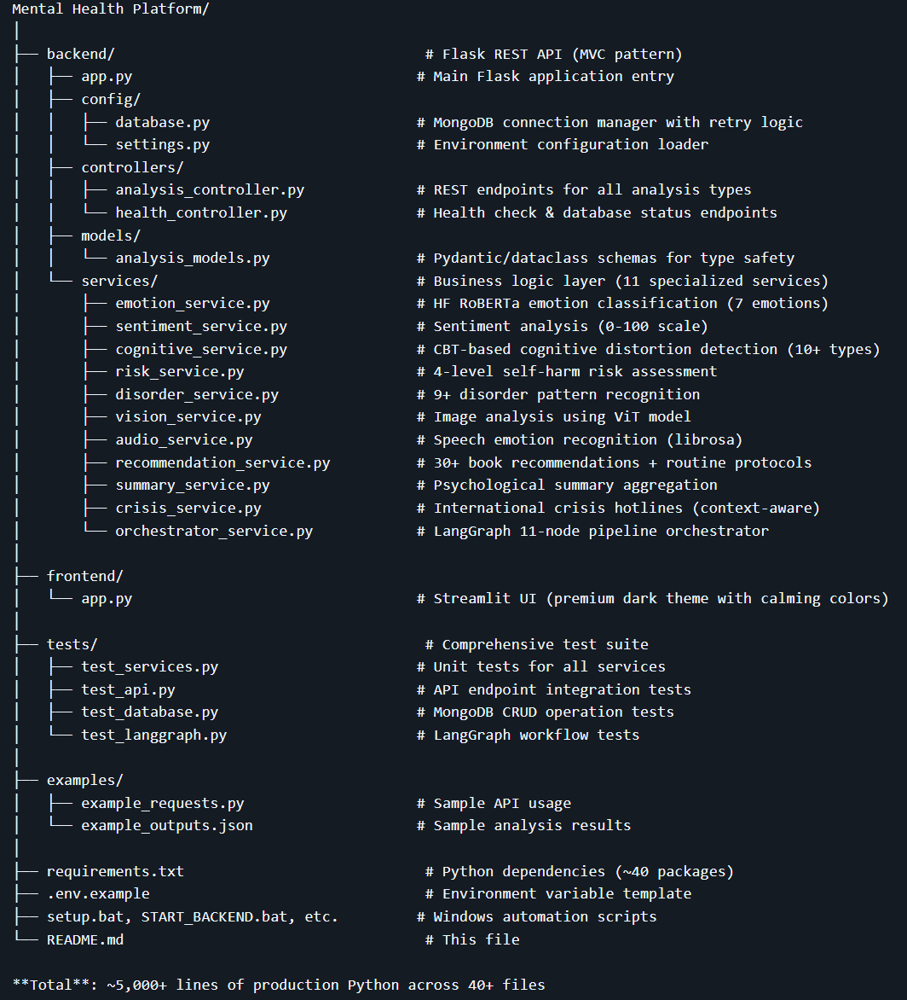 Mental Health Platform/
│
├── backend/                                    # Flask REST API (MVC pattern)
│   ├── app.py                                 # Main Flask application entry
│   ├── config/
│   │   ├── database.py                        # MongoDB connection manager with retry logic
│   │   └── settings.py                        # Environment configuration loader
│   ├── controllers/
│   │   ├── analysis_controller.py             # REST endpoints for all analysis types
│   │   └── health_controller.py               # Health check & database status endpoints
│   ├── models/
│   │   └── analysis_models.py                 # Pydantic/dataclass schemas for type safety
│   └── services/                              # Business logic layer (11 specialized services)
│       ├── emotion_service.py                 # HF RoBERTa emotion classification (7 emotions)
│       ├── sentiment_service.py               # Sentiment analysis (0-100 scale)
│       ├── cognitive_service.py               # CBT-based cognitive distortion detection (10+ types)
│       ├── risk_service.py                    # 4-level self-harm risk assessment
│       ├── disorder_service.py                # 9+ disorder pattern recognition
│       ├── vision_service.py                  # Image analysis using ViT model
│       ├── audio_service.py                   # Speech emotion recognition (librosa)
│       ├── recommendation_service.py          # 30+ book recommendations + routine protocols
│       ├── summary_service.py                 # Psychological summary aggregation
│       ├── crisis_service.py                  # International crisis hotlines (context-aware)
│       └── orchestrator_service.py            # LangGraph 11-node pipeline orchestrator
│
├── frontend/
│   └── app.py                                 # Streamlit UI (premium dark theme with calming colors)
│
├── tests/                                      # Comprehensive test suite
│   ├── test_services.py                       # Unit tests for all services
│   ├── test_api.py                            # API endpoint integration tests
│   ├── test_database.py                       # MongoDB CRUD operation tests
│   └── test_langgraph.py                      # LangGraph workflow tests
│
├── examples/
│   ├── example_requests.py                    # Sample API usage
│   └── example_outputs.json                   # Sample analysis results
│
├── requirements.txt                            # Python dependencies (~40 packages)
├── .env.example                                # Environment variable template
├── setup.bat, START_BACKEND.bat, etc.         # Windows automation scripts
└── README.md                                   # This file

**Total**: ~5,000+ lines of production Python across 40+ files